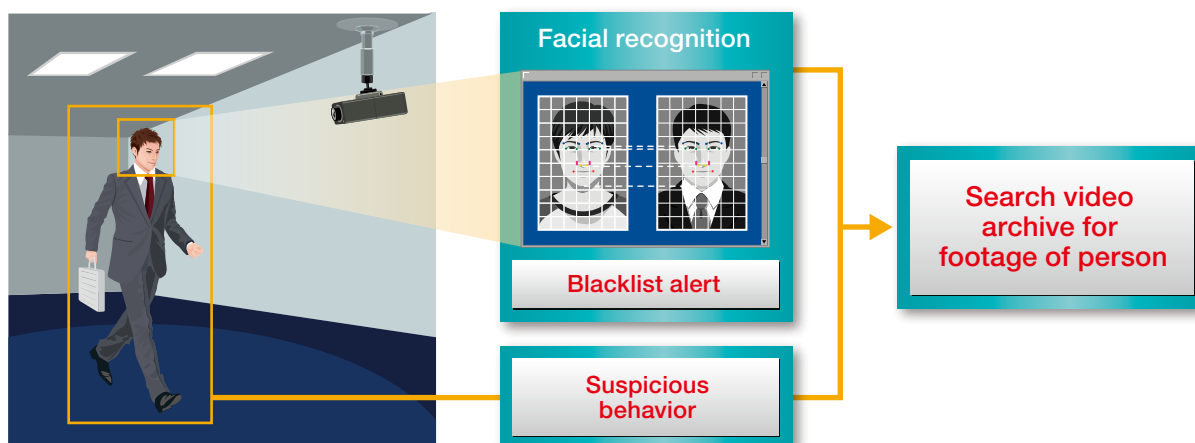 Facial recognition
Blacklist alert
Suspicious
behavior
Search video
archive for
footage of person